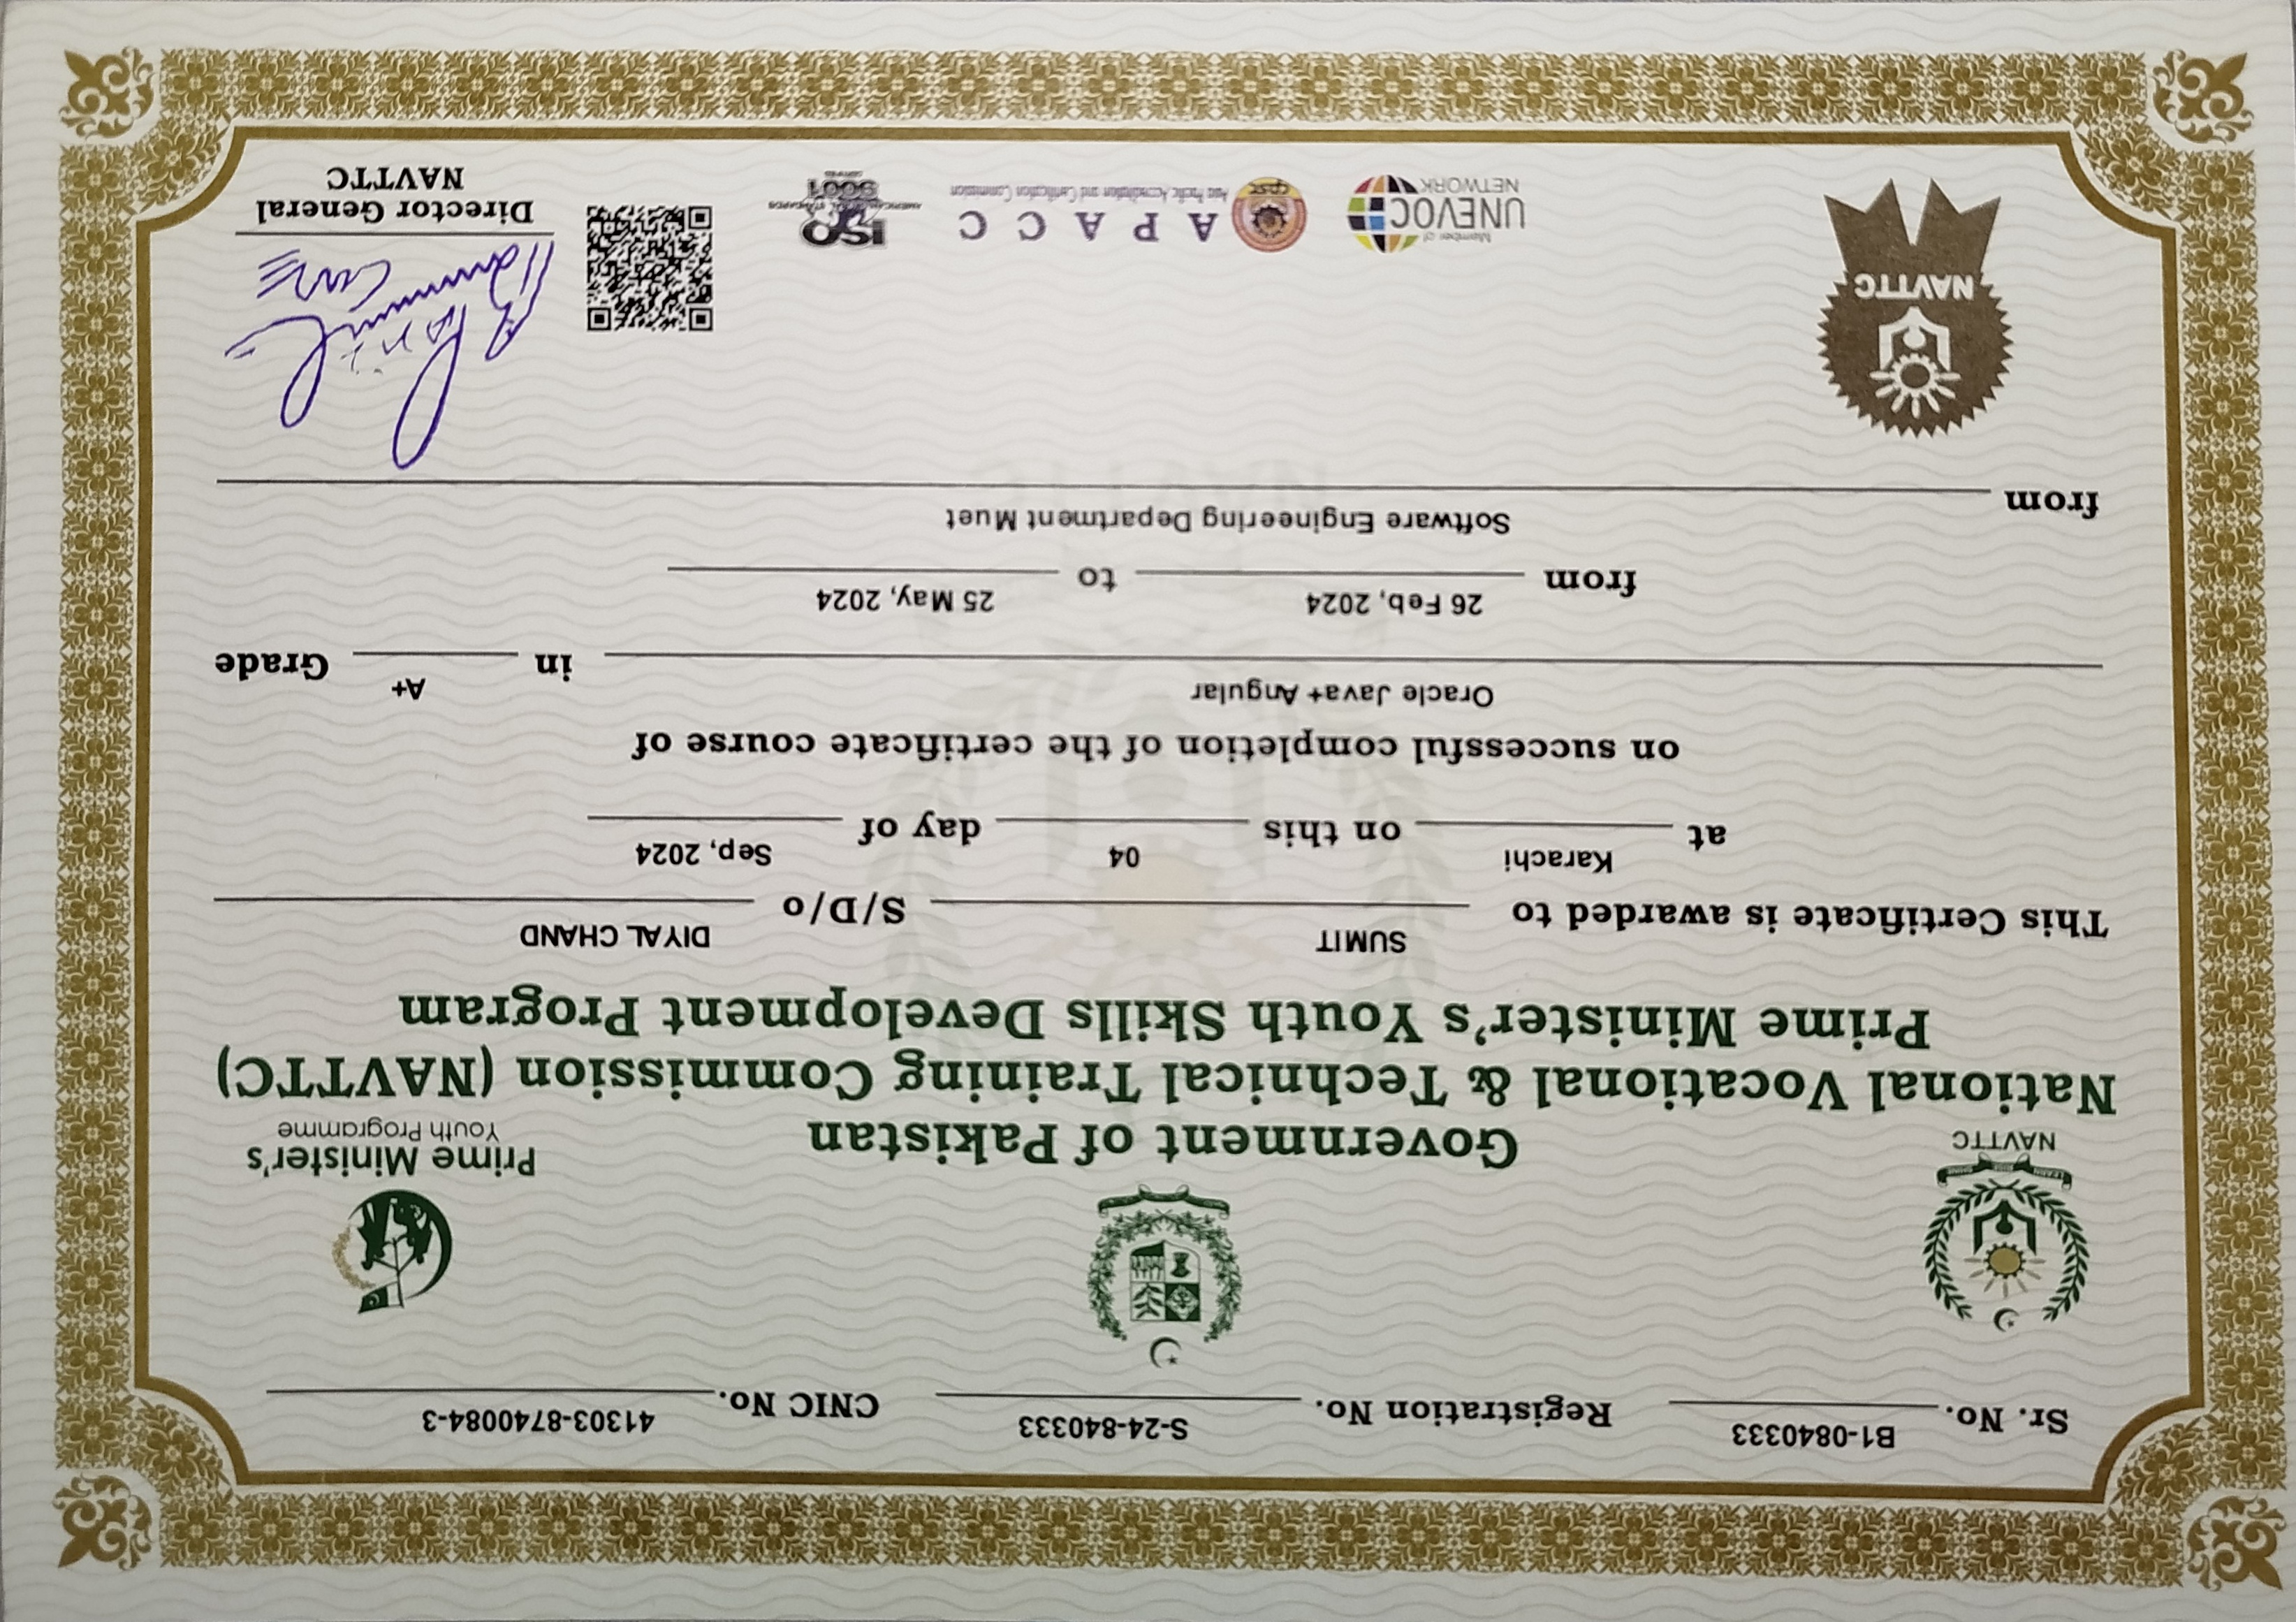 Sr. No. B1-0840333 Registration No. S-24-840333 CNIC No. 41303-8740084-3
NAVTTC
Prime Minister's
Youth Programme
Government of Pakistan
National Vocational & Technical Training Commission (NAVTTC)
Prime Minister's Youth Skills Development Program
This Certificate is awarded to SUMIT S/D/o DIYAL CHAND
at Karachi on this 04 day of Sep, 2024
on successful completion of the certificate course of
Oracle Java+ Angular in A+ Grade
from 26 Feb, 2024 to 25 May, 2024
from Software Engineering Department Muet
NAVTTC
Member of
UNEVOC
NETWORK
cpsc
APACC
Asia Pacific Accreditation and Certification Commission
ISO
9001
CERTIFIED
Director General
NAVTTC